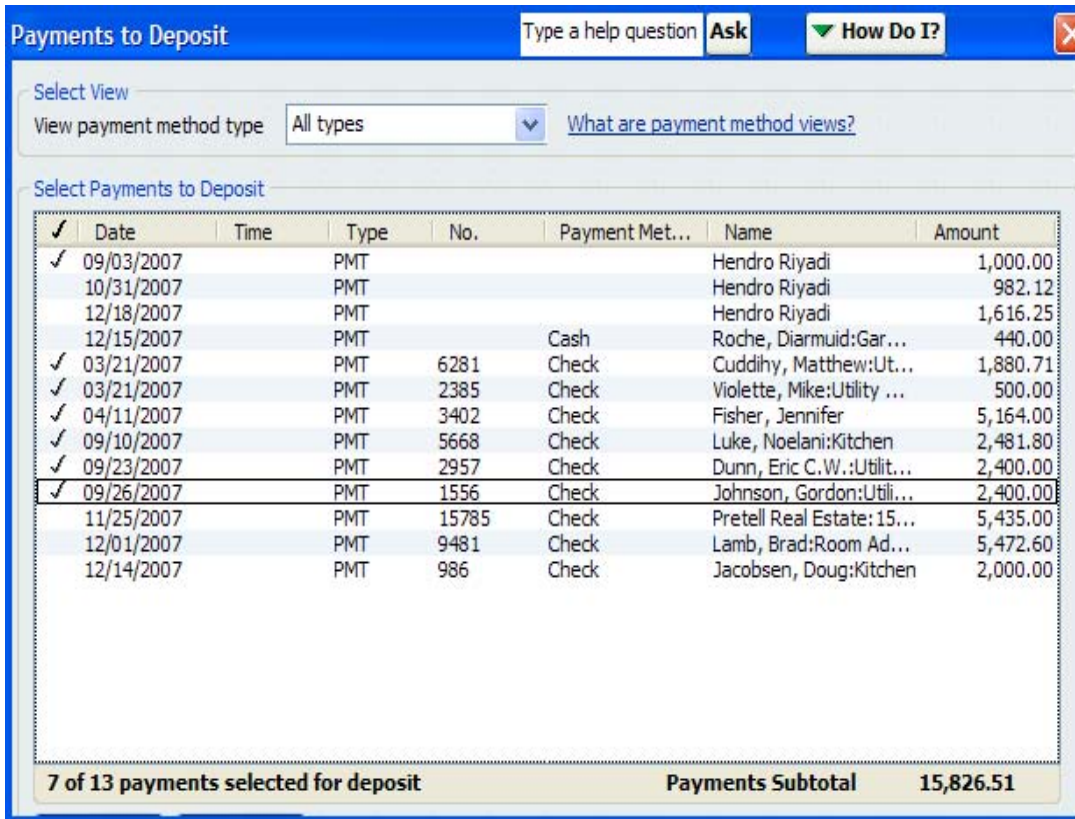 Payments to Deposit Type a help question Ask How Do I?
Select View
View payment method type All types What are payment method views?
Select Payments to Deposit
✓ Date Time Type No. Payment Met... Name Amount
✓ 09/03/2007 PMT Hendro Riyadi 1,000.00
10/31/2007 PMT Hendro Riyadi 982.12
12/18/2007 PMT Hendro Riyadi 1,616.25
12/15/2007 PMT Cash Roche, Diarmuid:Gar... 440.00
✓ 03/21/2007 PMT 6281 Check Cuddihy, Matthew:Ut... 1,880.71
✓ 03/21/2007 PMT 2385 Check Violette, Mike:Utility ... 500.00
✓ 04/11/2007 PMT 3402 Check Fisher, Jennifer 5,164.00
✓ 09/10/2007 PMT 5668 Check Luke, Noelani:Kitchen 2,481.80
✓ 09/23/2007 PMT 2957 Check Dunn, Eric C.W.:Utilit... 2,400.00
✓ 09/26/2007 PMT 1556 Check Johnson, Gordon:Utili... 2,400.00
11/25/2007 PMT 15785 Check Pretell Real Estate:15... 5,435.00
12/01/2007 PMT 9481 Check Lamb, Brad:Room Ad... 5,472.60
12/14/2007 PMT 986 Check Jacobsen, Doug:Kitchen 2,000.00
7 of 13 payments selected for deposit Payments Subtotal 15,826.51